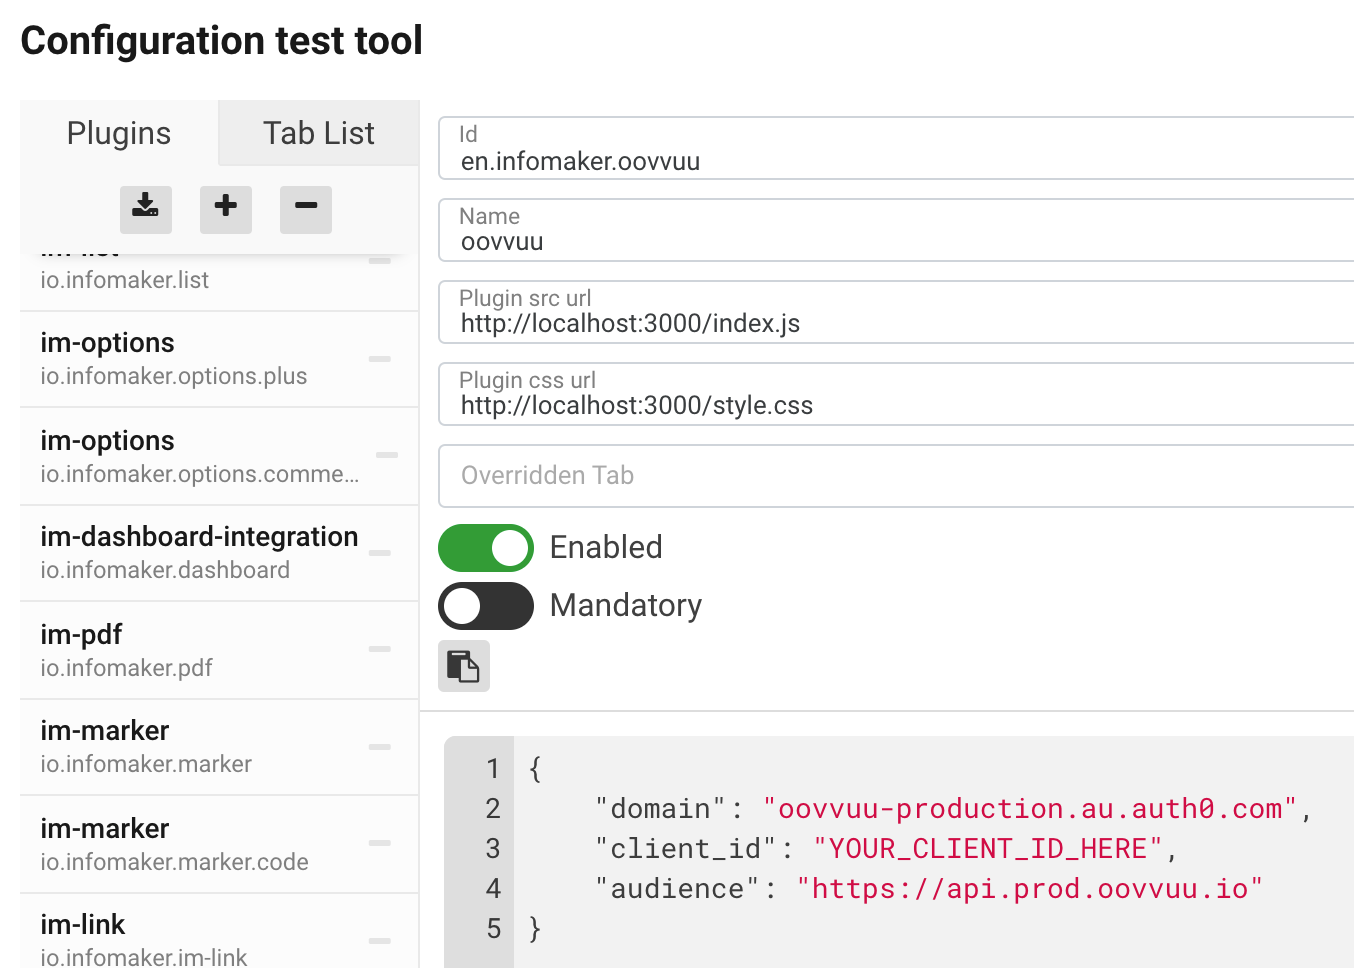 Configuration test tool
Plugins
Tab List
im-list
io.infomaker.list
im-options
io.infomaker.options.plus
im-options
io.infomaker.options.comme...
im-dashboard-integration
io.infomaker.dashboard
im-pdf
io.infomaker.pdf
im-marker
io.infomaker.marker
im-marker
io.infomaker.marker.code
im-link
io.infomaker.im-link
Id
en.infomaker.oovvuu
Name
oovvuu
Plugin src url
http://localhost:3000/index.js
Plugin css url
http://localhost:3000/style.css
Overridden Tab
Enabled
Mandatory
1 {
2 "domain": "oovvuu-production.au.auth0.com",
3 "client_id": "YOUR_CLIENT_ID_HERE",
4 "audience": "https://api.prod.oovvuu.io"
5 }